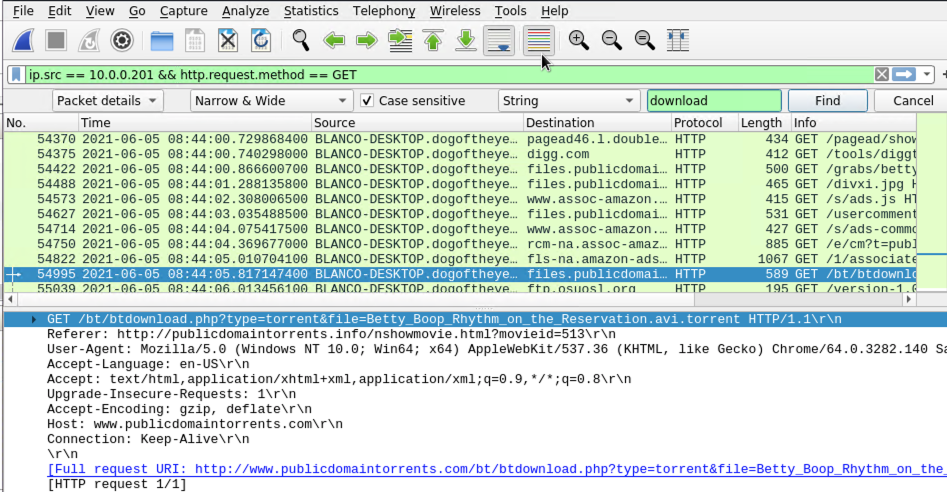 File Edit View Go Capture Analyze Statistics Telephony Wireless Tools Help
ip.src == 10.0.0.201 && http.request.method == GET
Packet details Narrow & Wide Case sensitive String download Find Cancel
No. Time Source Destination Protocol Length Info
54370 2021-06-05 08:44:00.729868400 BLANCO-DESKTOP.dogoftheye… pagead46.l.double… HTTP 434 GET /pagead/show
54375 2021-06-05 08:44:00.740298000 BLANCO-DESKTOP.dogoftheye… digg.com HTTP 412 GET /tools/diggt
54422 2021-06-05 08:44:00.866600700 BLANCO-DESKTOP.dogoftheye… files.publicdomai… HTTP 500 GET /grabs/betty
54488 2021-06-05 08:44:01.288135800 BLANCO-DESKTOP.dogoftheye… files.publicdomai… HTTP 465 GET /divxi.jpg H
54573 2021-06-05 08:44:02.308006500 BLANCO-DESKTOP.dogoftheye… www.assoc-amazon.… HTTP 415 GET /s/ads.js HT
54627 2021-06-05 08:44:03.035488500 BLANCO-DESKTOP.dogoftheye… files.publicdomai… HTTP 531 GET /usercomment
54714 2021-06-05 08:44:04.075417500 BLANCO-DESKTOP.dogoftheye… www.assoc-amazon.… HTTP 427 GET /s/ads-commo
54750 2021-06-05 08:44:04.369677000 BLANCO-DESKTOP.dogoftheye… rcm-na.assoc-amaz… HTTP 885 GET /e/cm?t=publ
54822 2021-06-05 08:44:05.010704100 BLANCO-DESKTOP.dogoftheye… fls-na.amazon-ads… HTTP 1067 GET /1/associate
54995 2021-06-05 08:44:05.817147400 BLANCO-DESKTOP.dogoftheye… files.publicdomai… HTTP 589 GET /bt/btdownlo
55039 2021-06-05 08:44:06.013456100 BLANCO-DESKTOP.dogoftheye… ftp.osuosl.org HTTP 195 GET /version-1.0
GET /bt/btdownload.php?type=torrent&file=Betty_Boop_Rhythm_on_the_Reservation.avi.torrent HTTP/1.1\r\n
Referer: http://publicdomaintorrents.info/nshowmovie.html?movieid=513\r\n
User-Agent: Mozilla/5.0 (Windows NT 10.0; Win64; x64) AppleWebKit/537.36 (KHTML, like Gecko) Chrome/64.0.3282.140 Sa
Accept-Language: en-US\r\n
Accept: text/html,application/xhtml+xml,application/xml;q=0.9,*/*;q=0.8\r\n
Upgrade-Insecure-Requests: 1\r\n
Accept-Encoding: gzip, deflate\r\n
Host: www.publicdomaintorrents.com\r\n
Connection: Keep-Alive\r\n
\r\n
[Full request URI: http://www.publicdomaintorrents.com/bt/btdownload.php?type=torrent&file=Betty_Boop_Rhythm_on_the_
[HTTP request 1/1]